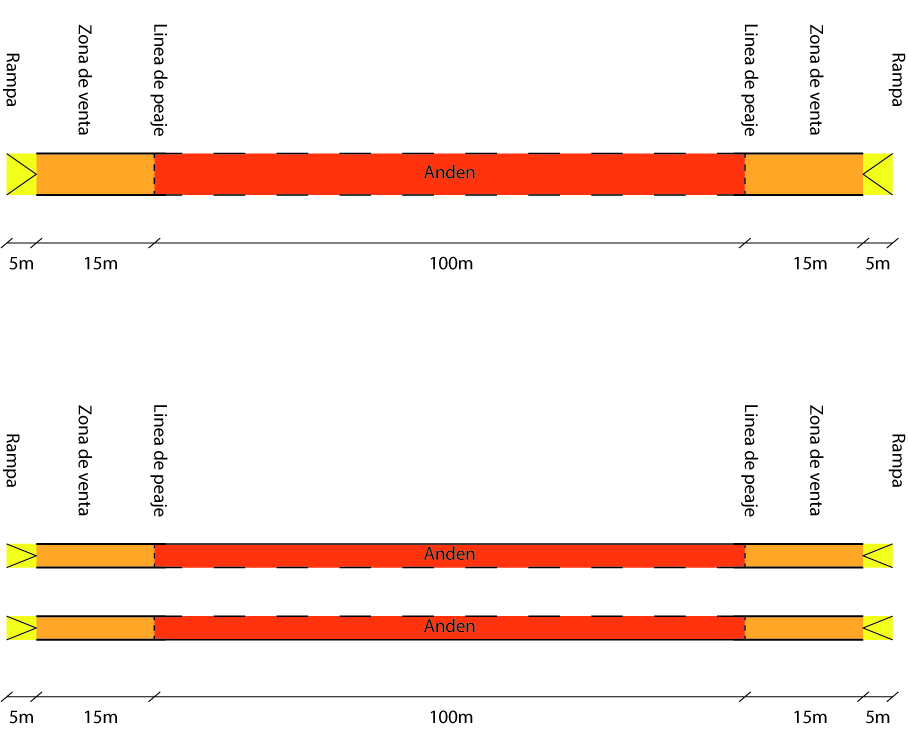 Rampa
Zona de venta
Linea de peaje
Linea de peaje
Zona de venta
Rampa
Anden
5m
15m
100m
15m
5m
Rampa
Zona de venta
Linea de peaje
Linea de peaje
Zona de venta
Rampa
Anden
Anden
5m
15m
100m
15m
5m